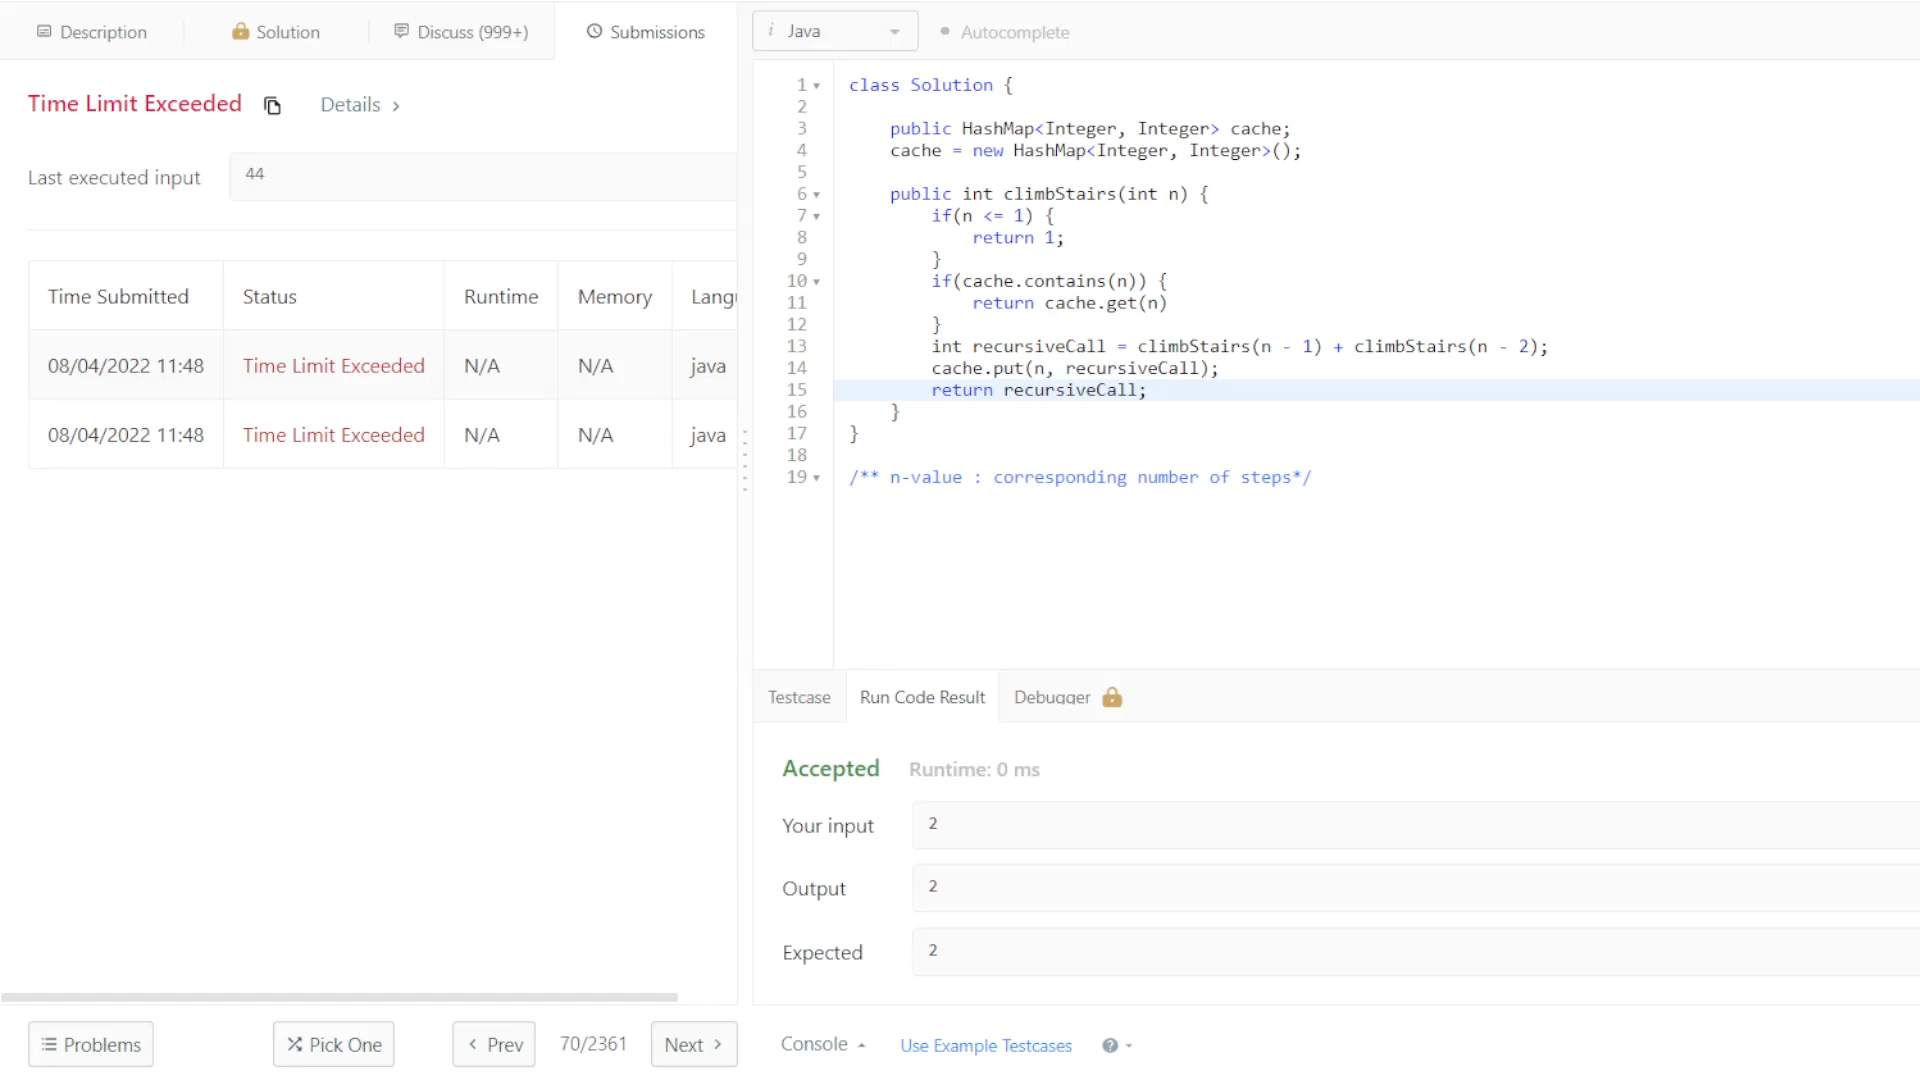 Description
Solution
Discuss (999+)
Submissions
Time Limit Exceeded
Details
Last executed input
44
Time Submitted
Status
Runtime
Memory
Langu
08/04/2022 11:48
Time Limit Exceeded
N/A
N/A
java
08/04/2022 11:48
Time Limit Exceeded
N/A
N/A
java
Problems
Pick One
Prev
70/2361
Next
i Java
Autocomplete
1 class Solution {
2
3 public HashMap<Integer, Integer> cache;
4 cache = new HashMap<Integer, Integer>();
5
6 public int climbStairs(int n) {
7 if(n <= 1) {
8 return 1;
9 }
10 if(cache.contains(n)) {
11 return cache.get(n)
12 }
13 int recursiveCall = climbStairs(n - 1) + climbStairs(n - 2);
14 cache.put(n, recursiveCall);
15 return recursiveCall;
16 }
17 }
18
19 /** n-value : corresponding number of steps*/
Testcase
Run Code Result
Debugger
Accepted
Runtime: 0 ms
Your input
2
Output
2
Expected
2
Console
Use Example Testcases
?